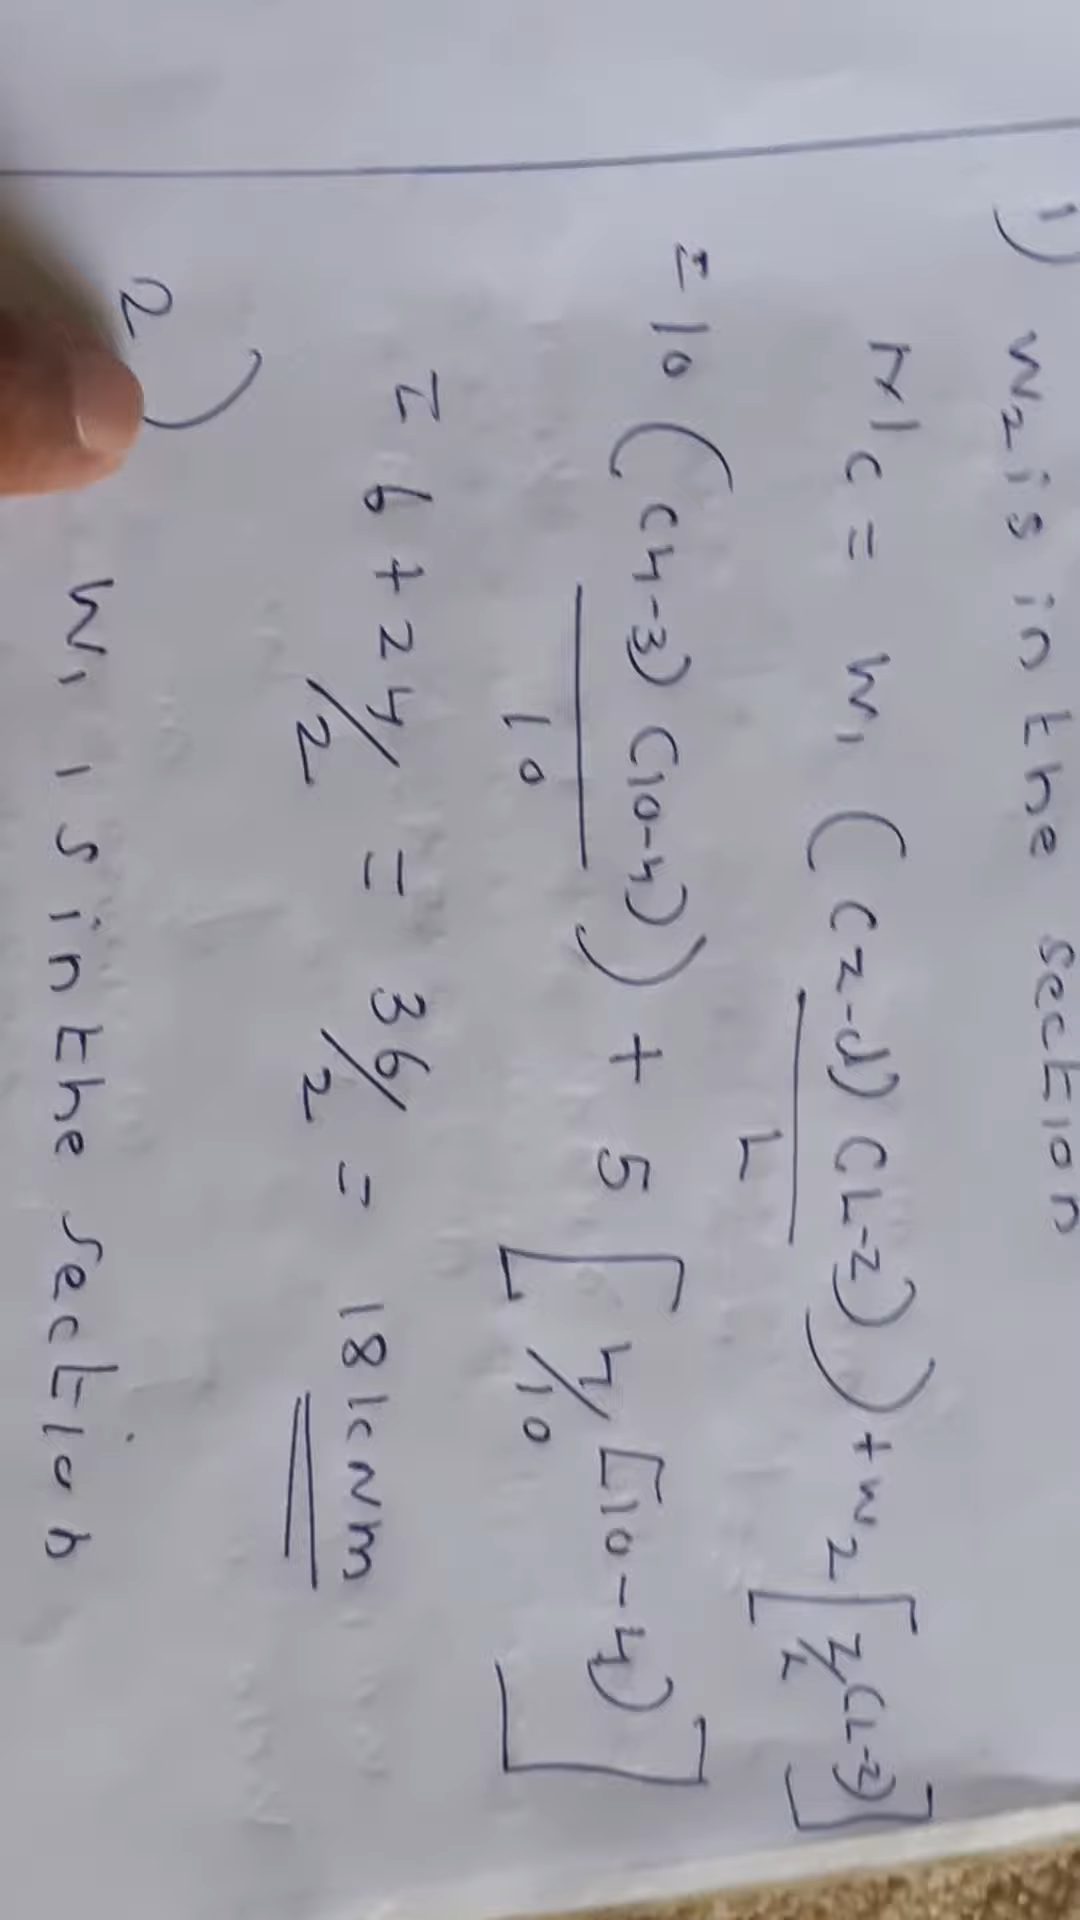 1) W2 is in the section
Mc = W1 ((z-d) (L-z) / L) + W2 [z/L (L-z)]
= 10 ((4-3) (10-4) / 10) + 5 [4/10 [10-4)]
= 6 + 24/2 = 36/2 = 18 kNm
2) W1 is in the section